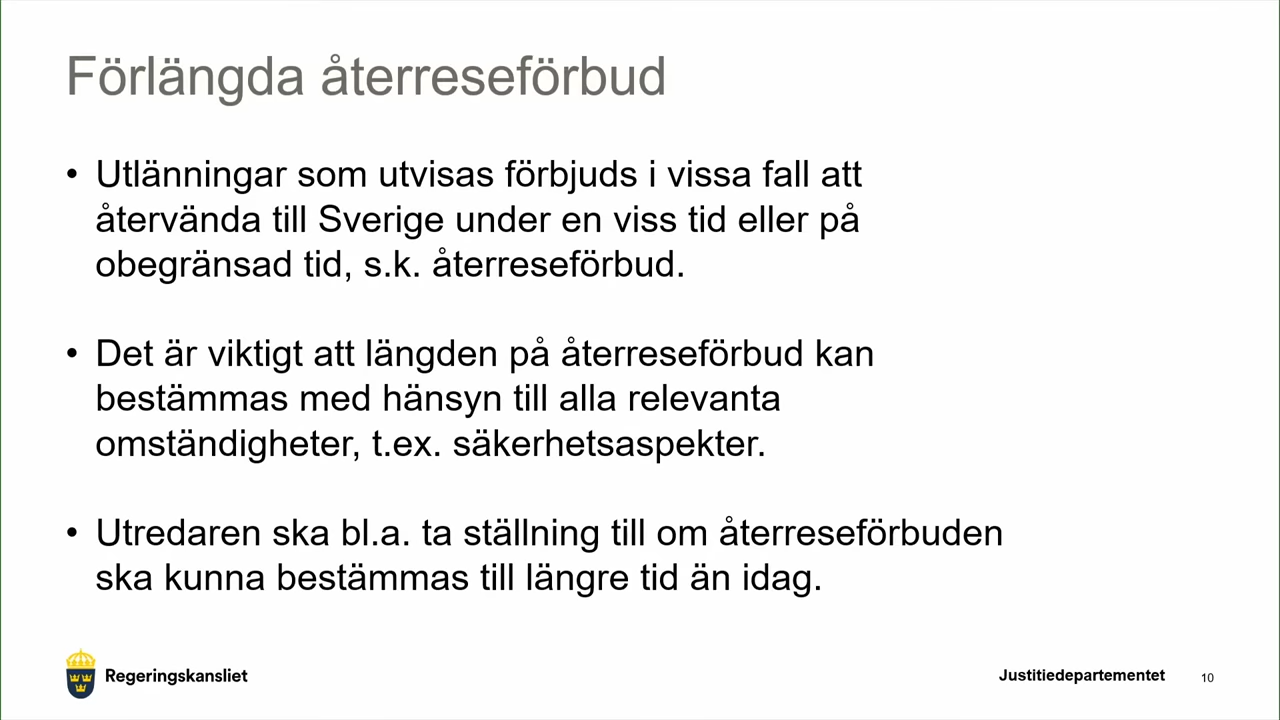 Förlängda återreseförbud
• Utlänningar som utvisas förbjuds i vissa fall att
återvända till Sverige under en viss tid eller på
obegränsad tid, s.k. återreseförbud.
• Det är viktigt att längden på återreseförbud kan
bestämmas med hänsyn till alla relevanta
omständigheter, t.ex. säkerhetsaspekter.
• Utredaren ska bl.a. ta ställning till om återreseförbuden
ska kunna bestämmas till längre tid än idag.
Regeringskansliet
Justitiedepartementet
10